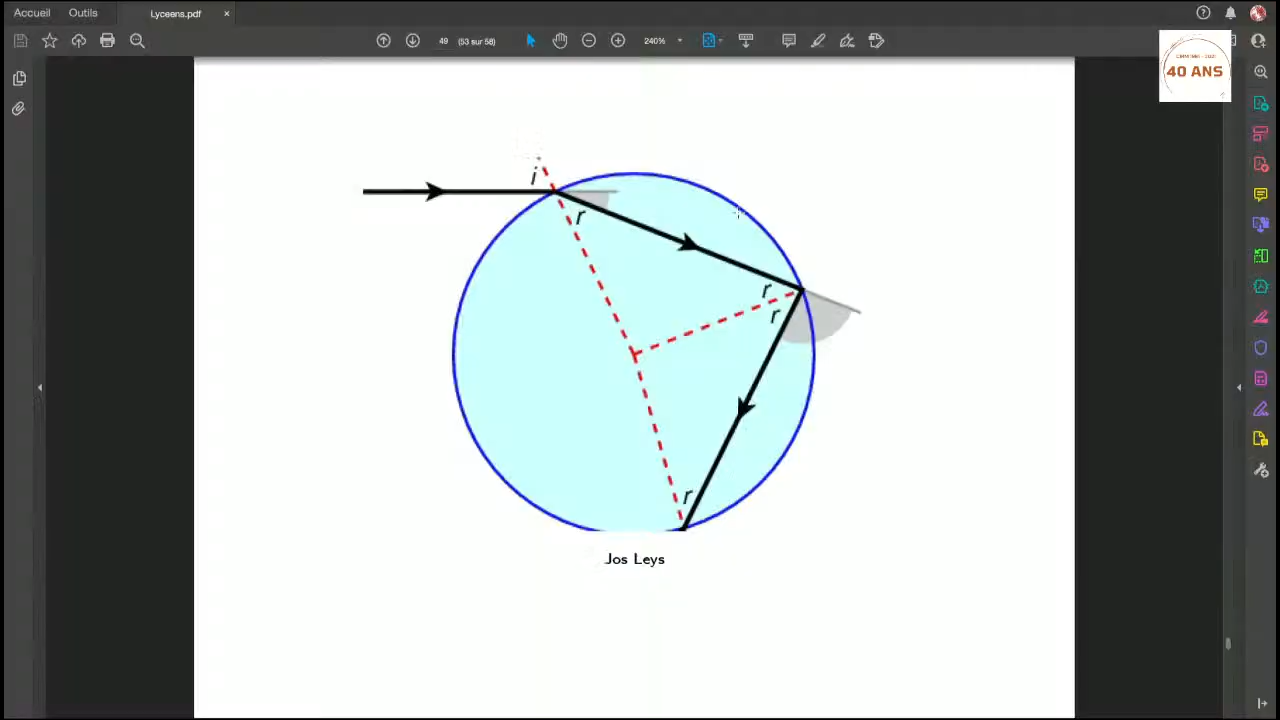 Accueil Outils Lyceens.pdf ×
49 (53 sur 58) 240%
40 ANS
i
r
r
r
r
Jos Leys